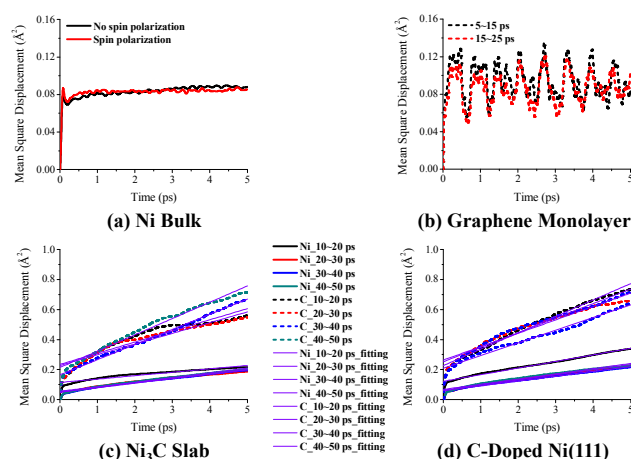 Mean Square Displacement (Å²)
0.16
0.12
0.08
0.04
0.00
No spin polarization
Spin polarization
0 1 2 3 4 5
Time (ps)
(a) Ni Bulk
Mean Square Displacement (Å²)
0.16
0.12
0.08
0.04
0.00
5~15 ps
15~25 ps
0 1 2 3 4 5
Time (ps)
(b) Graphene Monolayer
Mean Square Displacement (Å²)
1.0
0.8
0.6
0.4
0.2
0.0
0 1 2 3 4 5
Time (ps)
(c) Ni₃C Slab
Ni_10~20 ps
Ni_20~30 ps
Ni_30~40 ps
Ni_40~50 ps
C_10~20 ps
C_20~30 ps
C_30~40 ps
C_40~50 ps
Ni_10~20 ps_fitting
Ni_20~30 ps_fitting
Ni_30~40 ps_fitting
Ni_40~50 ps_fitting
C_10~20 ps_fitting
C_20~30 ps_fitting
C_30~40 ps_fitting
C_40~50 ps_fitting
Mean Square Displacement (Å²)
1.0
0.8
0.6
0.4
0.2
0.0
0 1 2 3 4 5
Time (ps)
(d) C-Doped Ni(111)